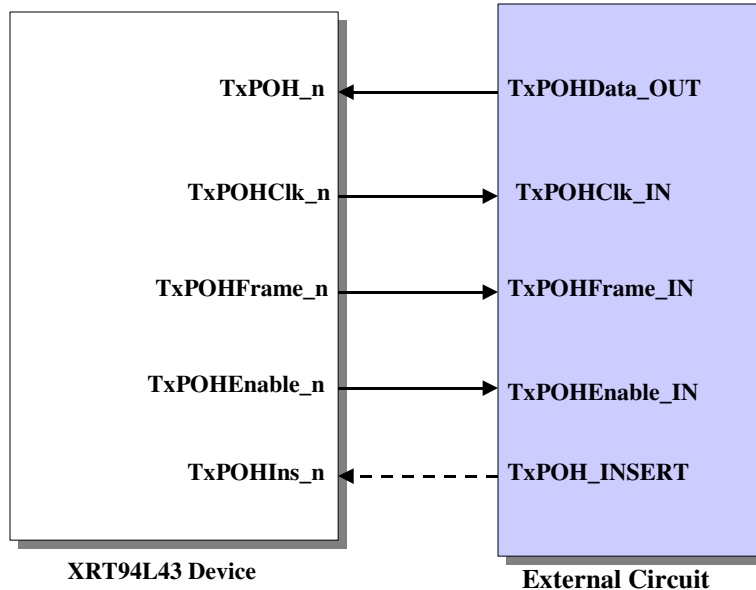 TxPOH_n TxPOHData_OUT
TxPOHClk_n TxPOHClk_IN
TxPOHFrame_n TxPOHFrame_IN
TxPOHEnable_n TxPOHEnable_IN
TxPOHIns_n TxPOH_INSERT
XRT94L43 Device External Circuit